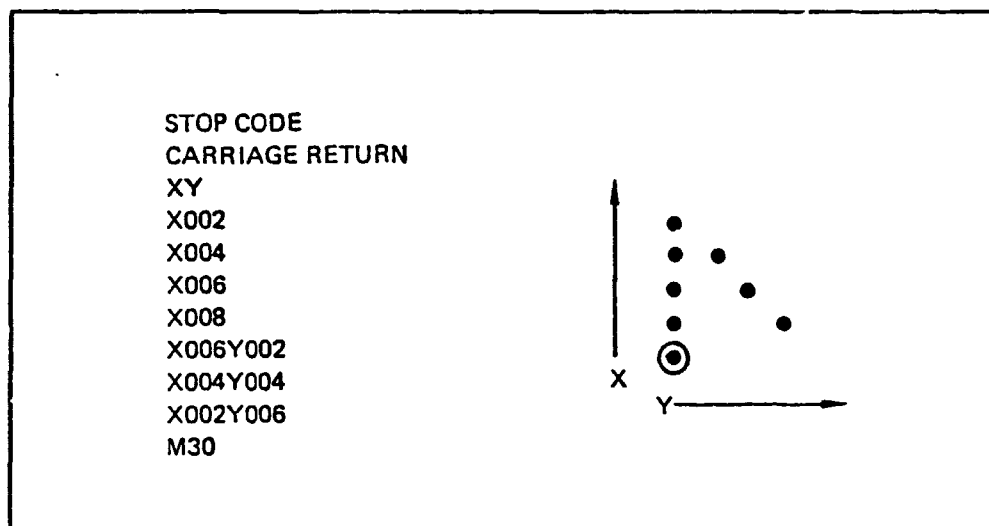 STOP CODE
CARRIAGE RETURN
XY
X002
X004
X006
X008
X006Y002
X004Y004
X002Y006
M30
X
Y